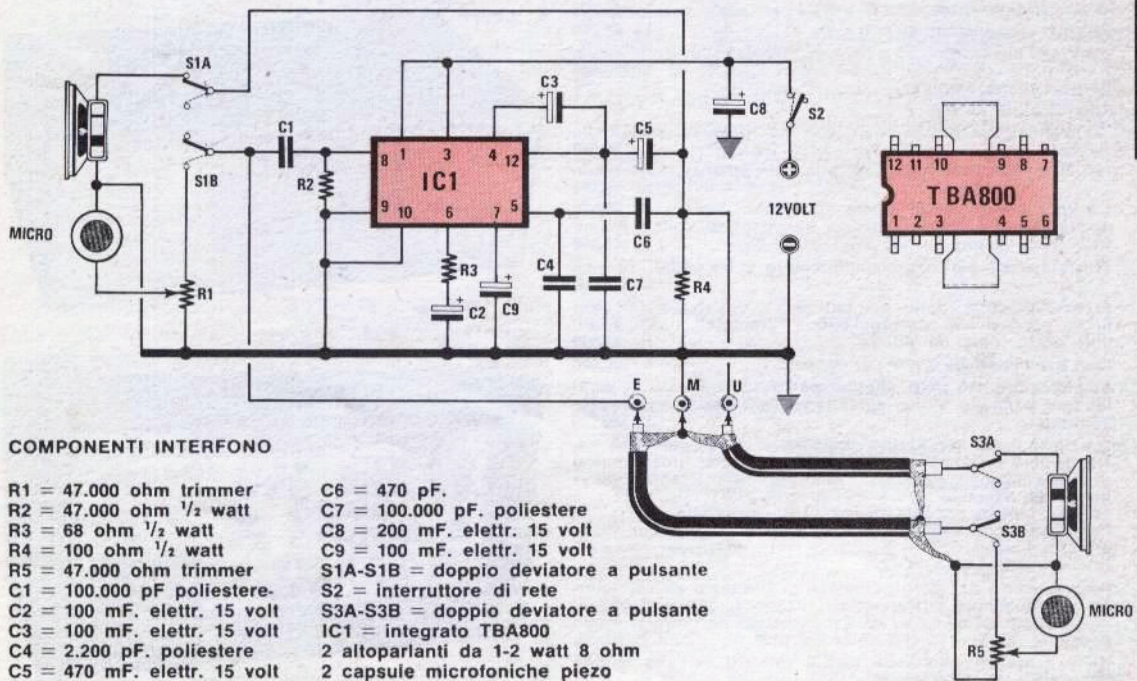 S1A
S1B
MICRO
R1
C1
R2
8
1
3
4
12
IC1
9
10
6
7
5
R3
C2
C9
C3
C5
C4
C6
C7
R4
C8
S2
12VOLT
12
11
10
9
8
7
TBA800
1
2
3
4
5
6
E
M
U
S3A
S3B
MICRO
R5
COMPONENTI INTERFONO
R1 = 47.000 ohm trimmer
R2 = 47.000 ohm 1/2 watt
R3 = 68 ohm 1/2 watt
R4 = 100 ohm 1/2 watt
R5 = 47.000 ohm trimmer
C1 = 100.000 pF poliestere-
C2 = 100 mF. elettr. 15 volt
C3 = 100 mF. elettr. 15 volt
C4 = 2.200 pF. poliestere
C5 = 470 mF. elettr. 15 volt
C6 = 470 pF.
C7 = 100.000 pF. poliestere
C8 = 200 mF. elettr. 15 volt
C9 = 100 mF. elettr. 15 volt
S1A-S1B = doppio deviatore a pulsante
S2 = interruttore di rete
S3A-S3B = doppio deviatore a pulsante
IC1 = integrato TBA800
2 altoparlanti da 1-2 watt 8 ohm
2 capsule microfoniche piezo